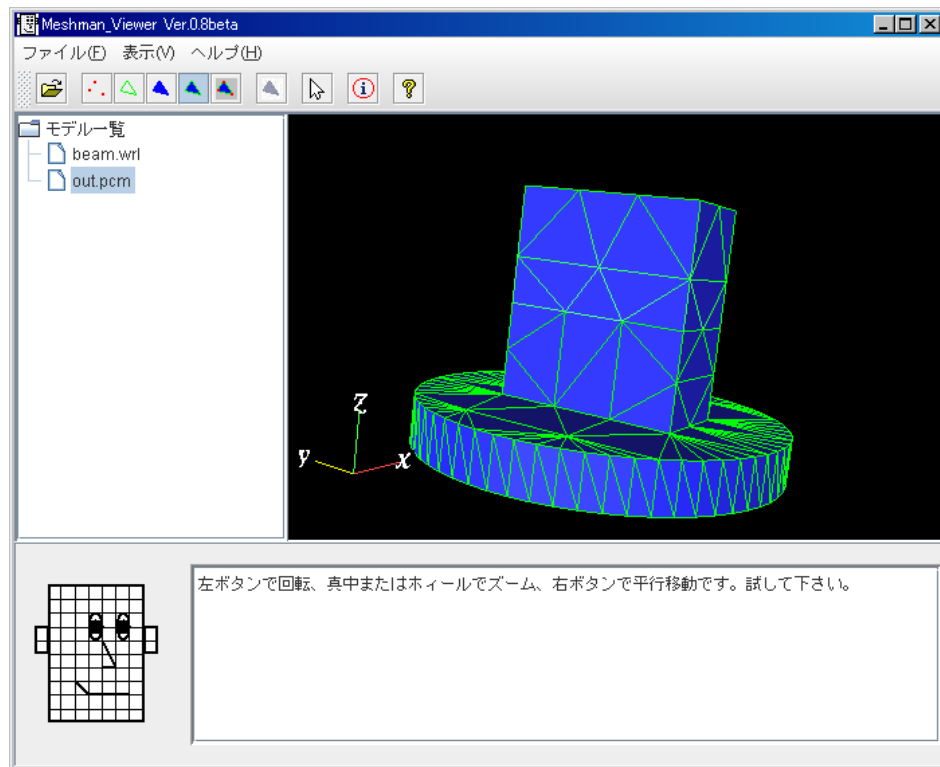 Meshman_Viewer Ver.0.8beta
ファイル(F) 表示(V) ヘルプ(H)
モデル一覧
beam.wrl
out.pcm
Z
y
x
左ボタンで回転、真中またはホィールでズーム、右ボタンで平行移動です。試して下さい。